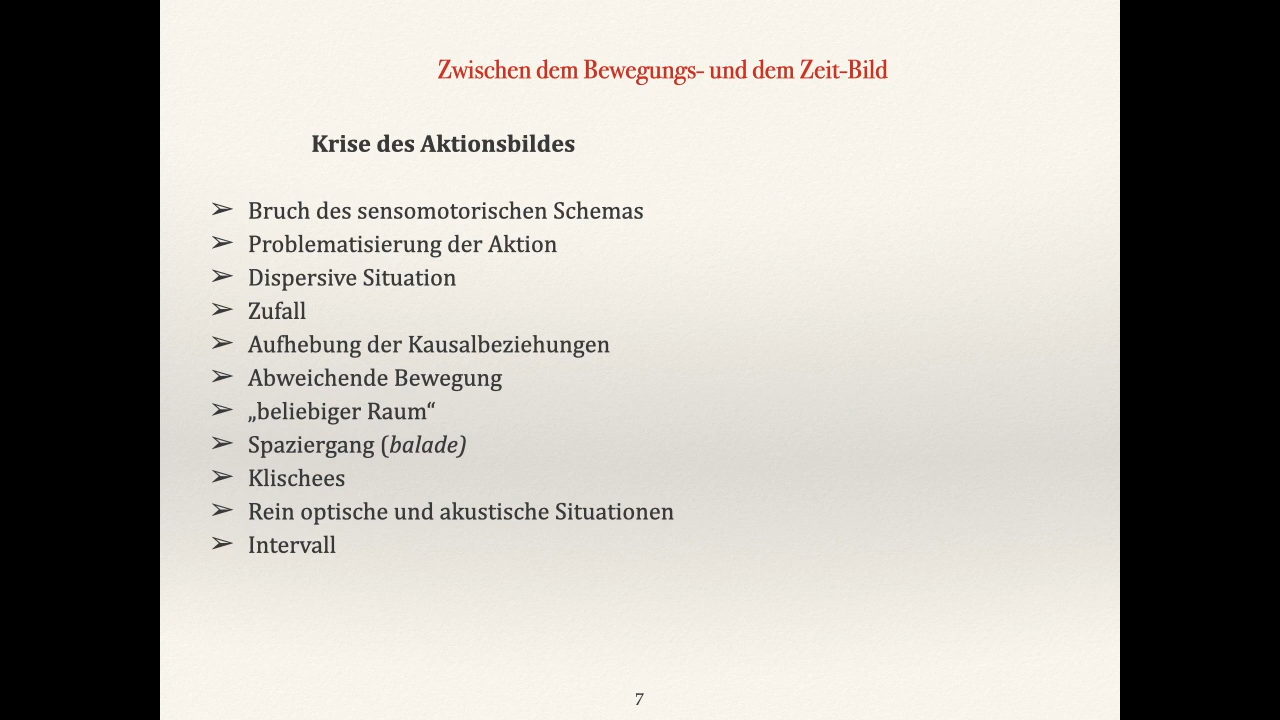 Zwischen dem Bewegungs- und dem Zeit-Bild
Krise des Aktionsbildes
➢ Bruch des sensomotorischen Schemas
➢ Problematisierung der Aktion
➢ Dispersive Situation
➢ Zufall
➢ Aufhebung der Kausalbeziehungen
➢ Abweichende Bewegung
➢ „beliebiger Raum“
➢ Spaziergang (balade)
➢ Klischees
➢ Rein optische und akustische Situationen
➢ Intervall
7